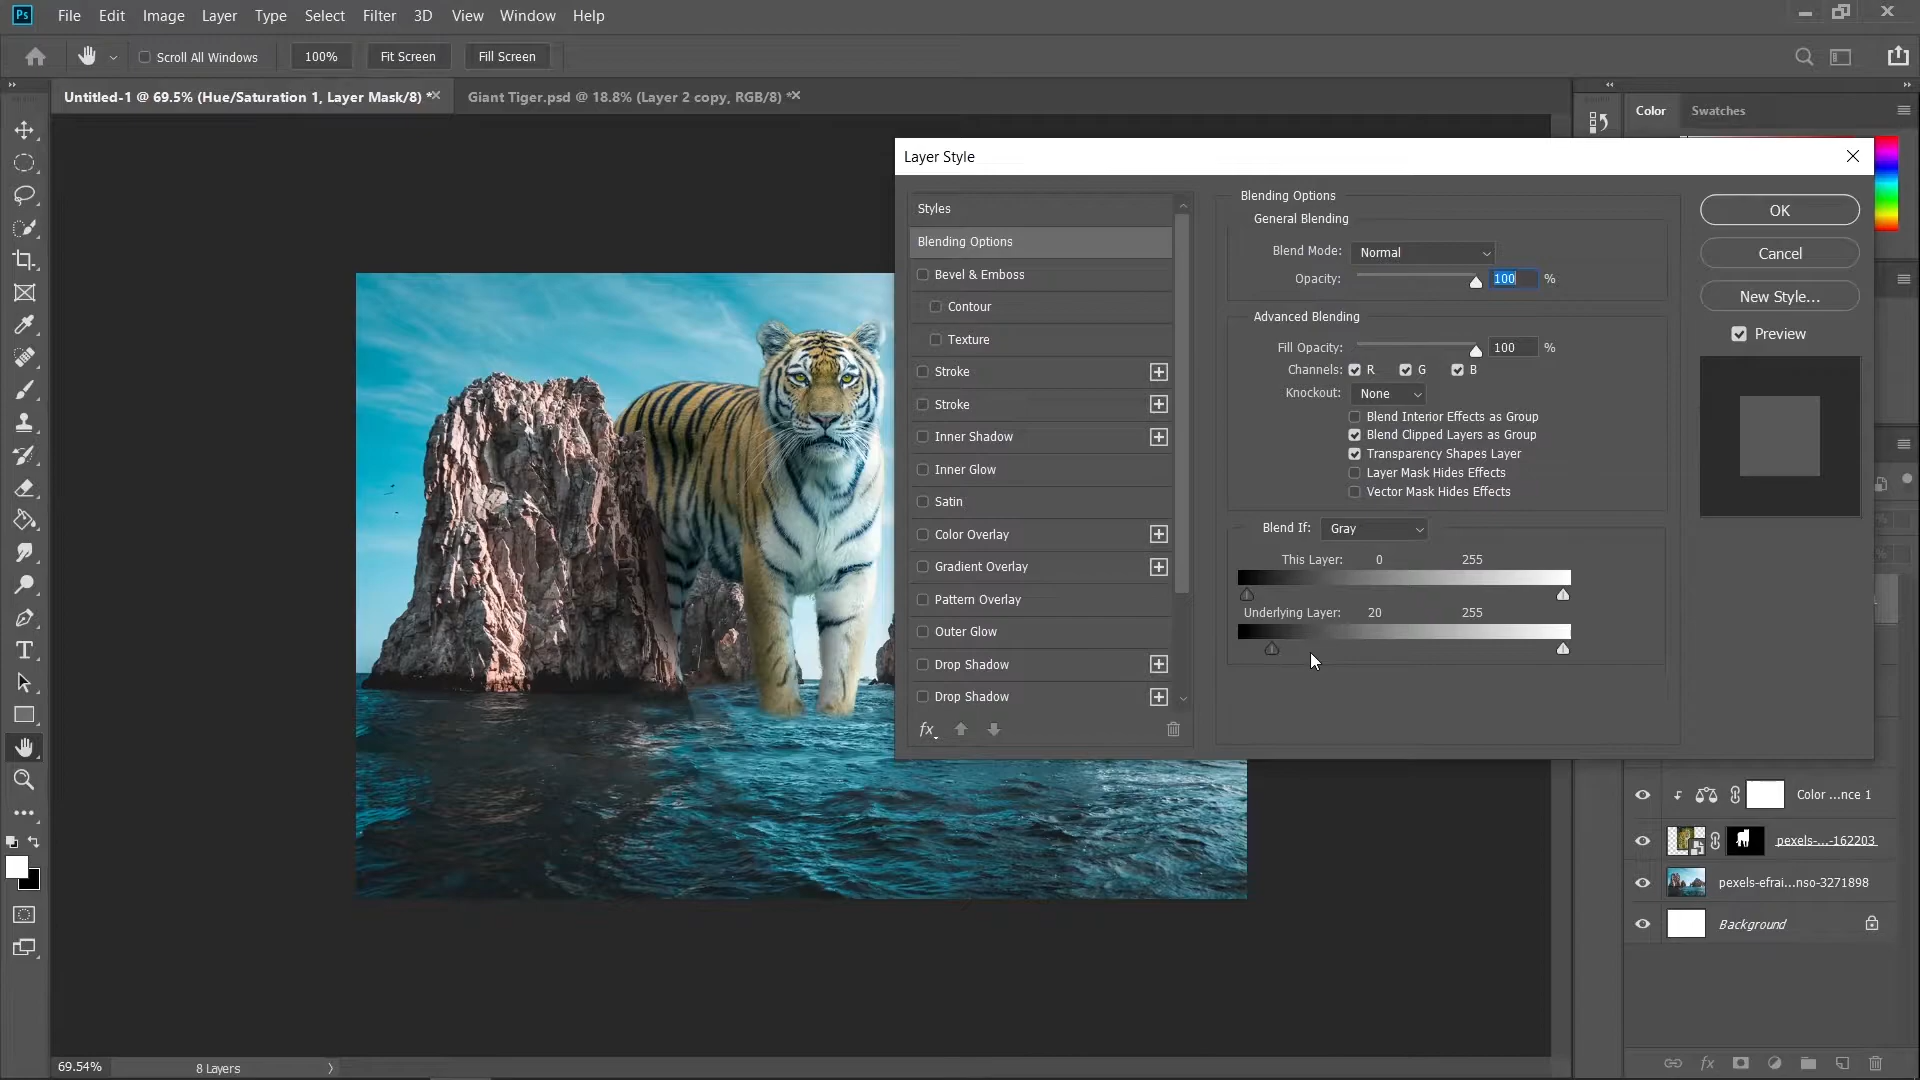 Ps File Edit Image Layer Type Select Filter 3D View Window Help
Scroll All Windows 100% Fit Screen Fill Screen
Untitled-1 @ 69.5% (Hue/Saturation 1, Layer Mask/8) * Giant Tiger.psd @ 18.8% (Layer 2 copy, RGB/8) *
Color Swatches
Layer Style
Styles
Blending Options
Bevel & Emboss
Contour
Texture
Stroke
Stroke
Inner Shadow
Inner Glow
Satin
Color Overlay
Gradient Overlay
Pattern Overlay
Outer Glow
Drop Shadow
Drop Shadow
fx
Blending Options
General Blending
Blend Mode: Normal
Opacity: 100 %
Advanced Blending
Fill Opacity: 100 %
Channels: R G B
Knockout: None
Blend Interior Effects as Group
Blend Clipped Layers as Group
Transparency Shapes Layer
Layer Mask Hides Effects
Vector Mask Hides Effects
Blend If: Gray
This Layer: 0 255
Underlying Layer: 20 255
OK
Cancel
New Style...
Preview
Color ...nce 1
pexels-...-162203
pexels-efrai...nso-3271898
Background
fx
69.54% 8 Layers